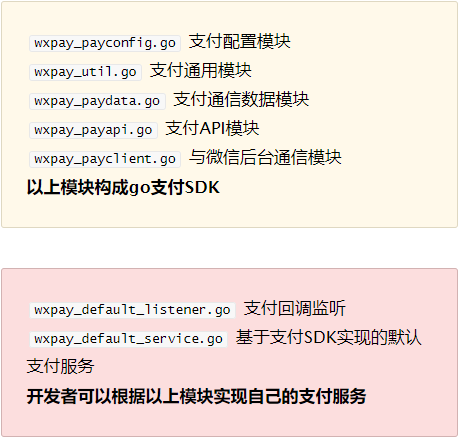 wxpay_payconfig.go 支付配置模块
wxpay_util.go 支付通用模块
wxpay_paydata.go 支付通信数据模块
wxpay_payapi.go 支付API模块
wxpay_payclient.go 与微信后台通信模块
以上模块构成go支付SDK
wxpay_default_listener.go 支付回调监听
wxpay_default_service.go 基于支付SDK实现的默认
支付服务
开发者可以根据以上模块实现自己的支付服务